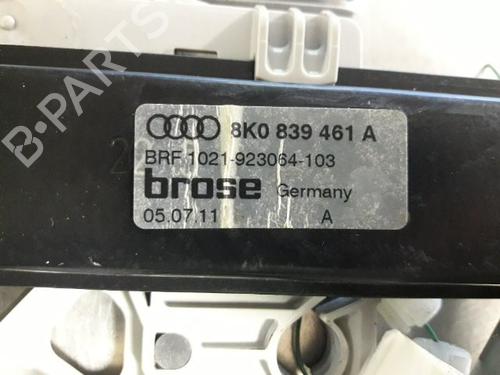 8K0 839 461 A
BRF 1021-923064-103
brose Germany
05.07.11 A
B-PARTS